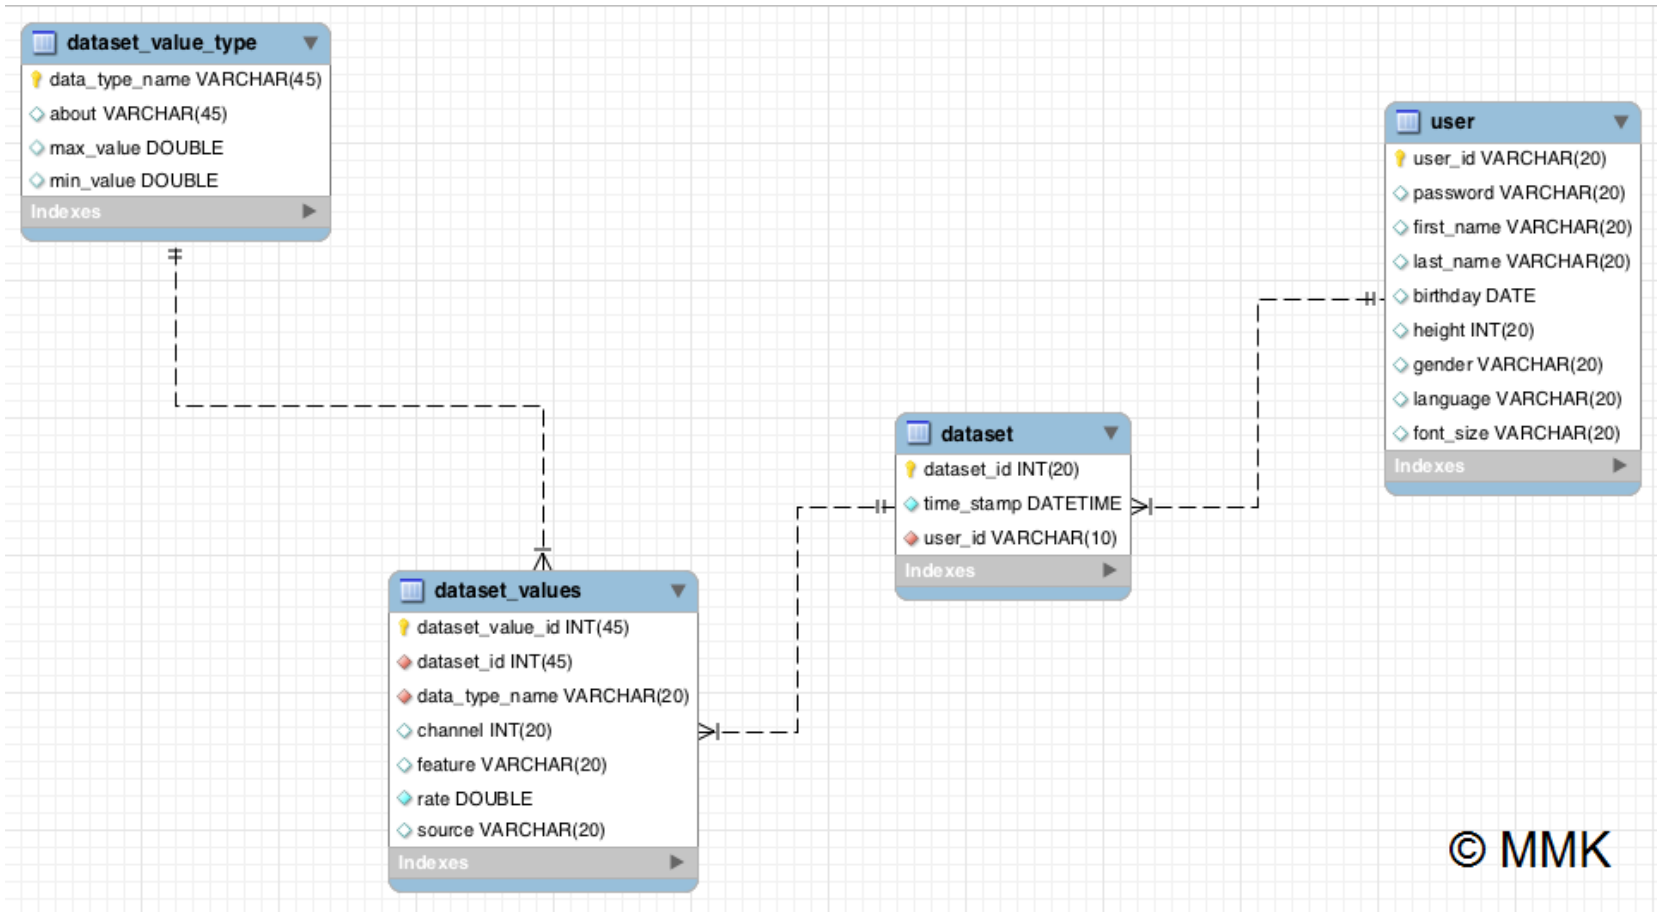 dataset_value_type
data_type_name VARCHAR(45)
about VARCHAR(45)
max_value DOUBLE
min_value DOUBLE
Indexes
user
user_id VARCHAR(20)
password VARCHAR(20)
first_name VARCHAR(20)
last_name VARCHAR(20)
birthday DATE
height INT(20)
gender VARCHAR(20)
language VARCHAR(20)
font_size VARCHAR(20)
Indexes
dataset
dataset_id INT(20)
time_stamp DATETIME
user_id VARCHAR(10)
Indexes
dataset_values
dataset_value_id INT(45)
dataset_id INT(45)
data_type_name VARCHAR(20)
channel INT(20)
feature VARCHAR(20)
rate DOUBLE
source VARCHAR(20)
Indexes
© MMK